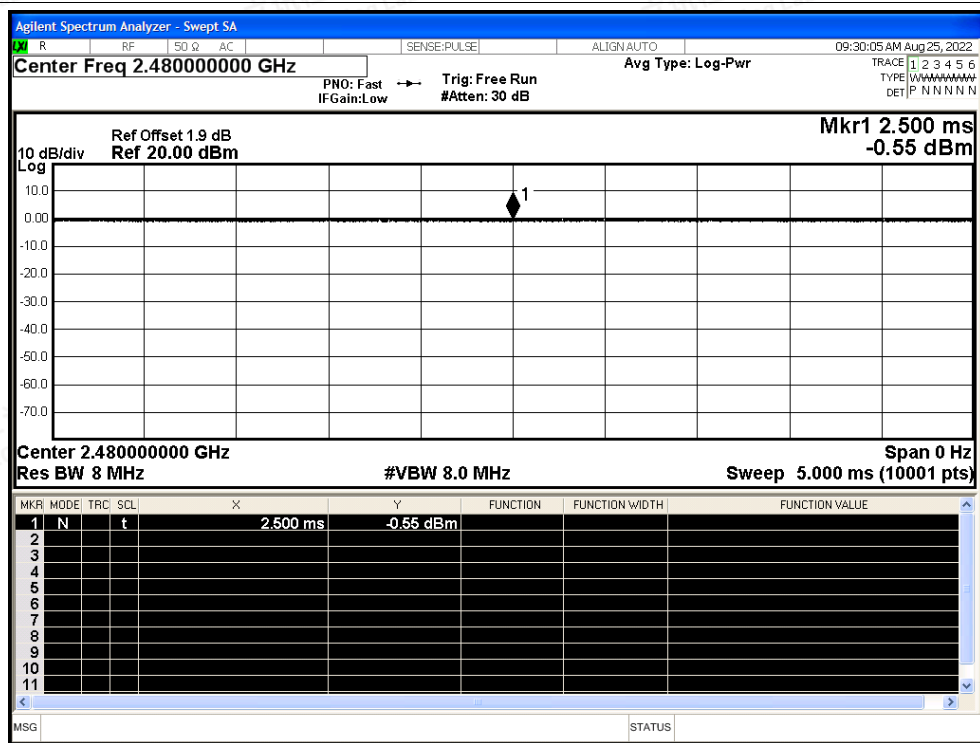 Agilent Spectrum Analyzer - Swept SA
LXI R RF 50 Ω AC SENSE:PULSE ALIGN AUTO 09:30:05 AM Aug 25, 2022
Center Freq 2.480000000 GHz
PNO: Fast
IFGain:Low
Trig: Free Run
#Atten: 30 dB
Avg Type: Log-Pwr
TRACE 1 2 3 4 5 6
TYPE
DET P N N N N N
Ref Offset 1.9 dB
Ref 20.00 dBm
10 dB/div
Log
Mkr1 2.500 ms
-0.55 dBm
10.0
0.00
-10.0
-20.0
-30.0
-40.0
-50.0
-60.0
-70.0
1
Center 2.480000000 GHz Span 0 Hz
Res BW 8 MHz #VBW 8.0 MHz Sweep 5.000 ms (10001 pts)
MKR MODE TRC SCL X Y FUNCTION FUNCTION WIDTH FUNCTION VALUE
1 N t 2.500 ms -0.55 dBm
2
3
4
5
6
7
8
9
10
11
MSG STATUS